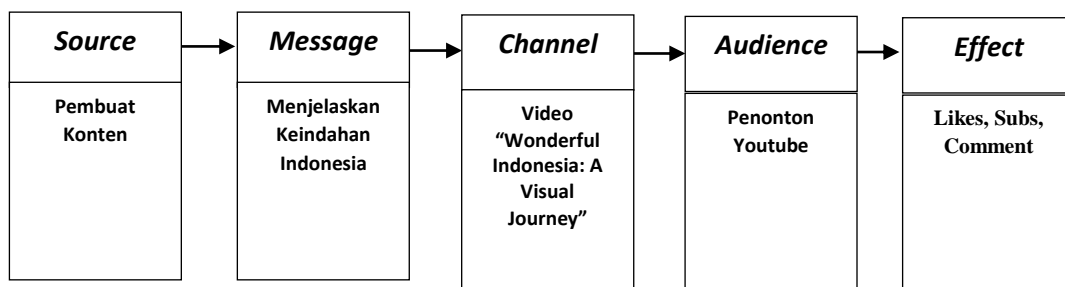 Source
Message
Channel
Audience
Effect
Pembuat
Konten
Menjelaskan
Keindahan
Indonesia
Video
“Wonderful
Indonesia: A
Visual
Journey”
Penonton
Youtube
Likes, Subs,
Comment